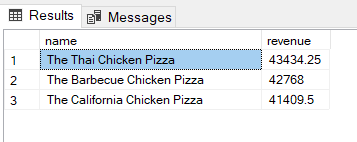 Results Messages
name revenue
1 The Thai Chicken Pizza 43434.25
2 The Barbecue Chicken Pizza 42768
3 The California Chicken Pizza 41409.5